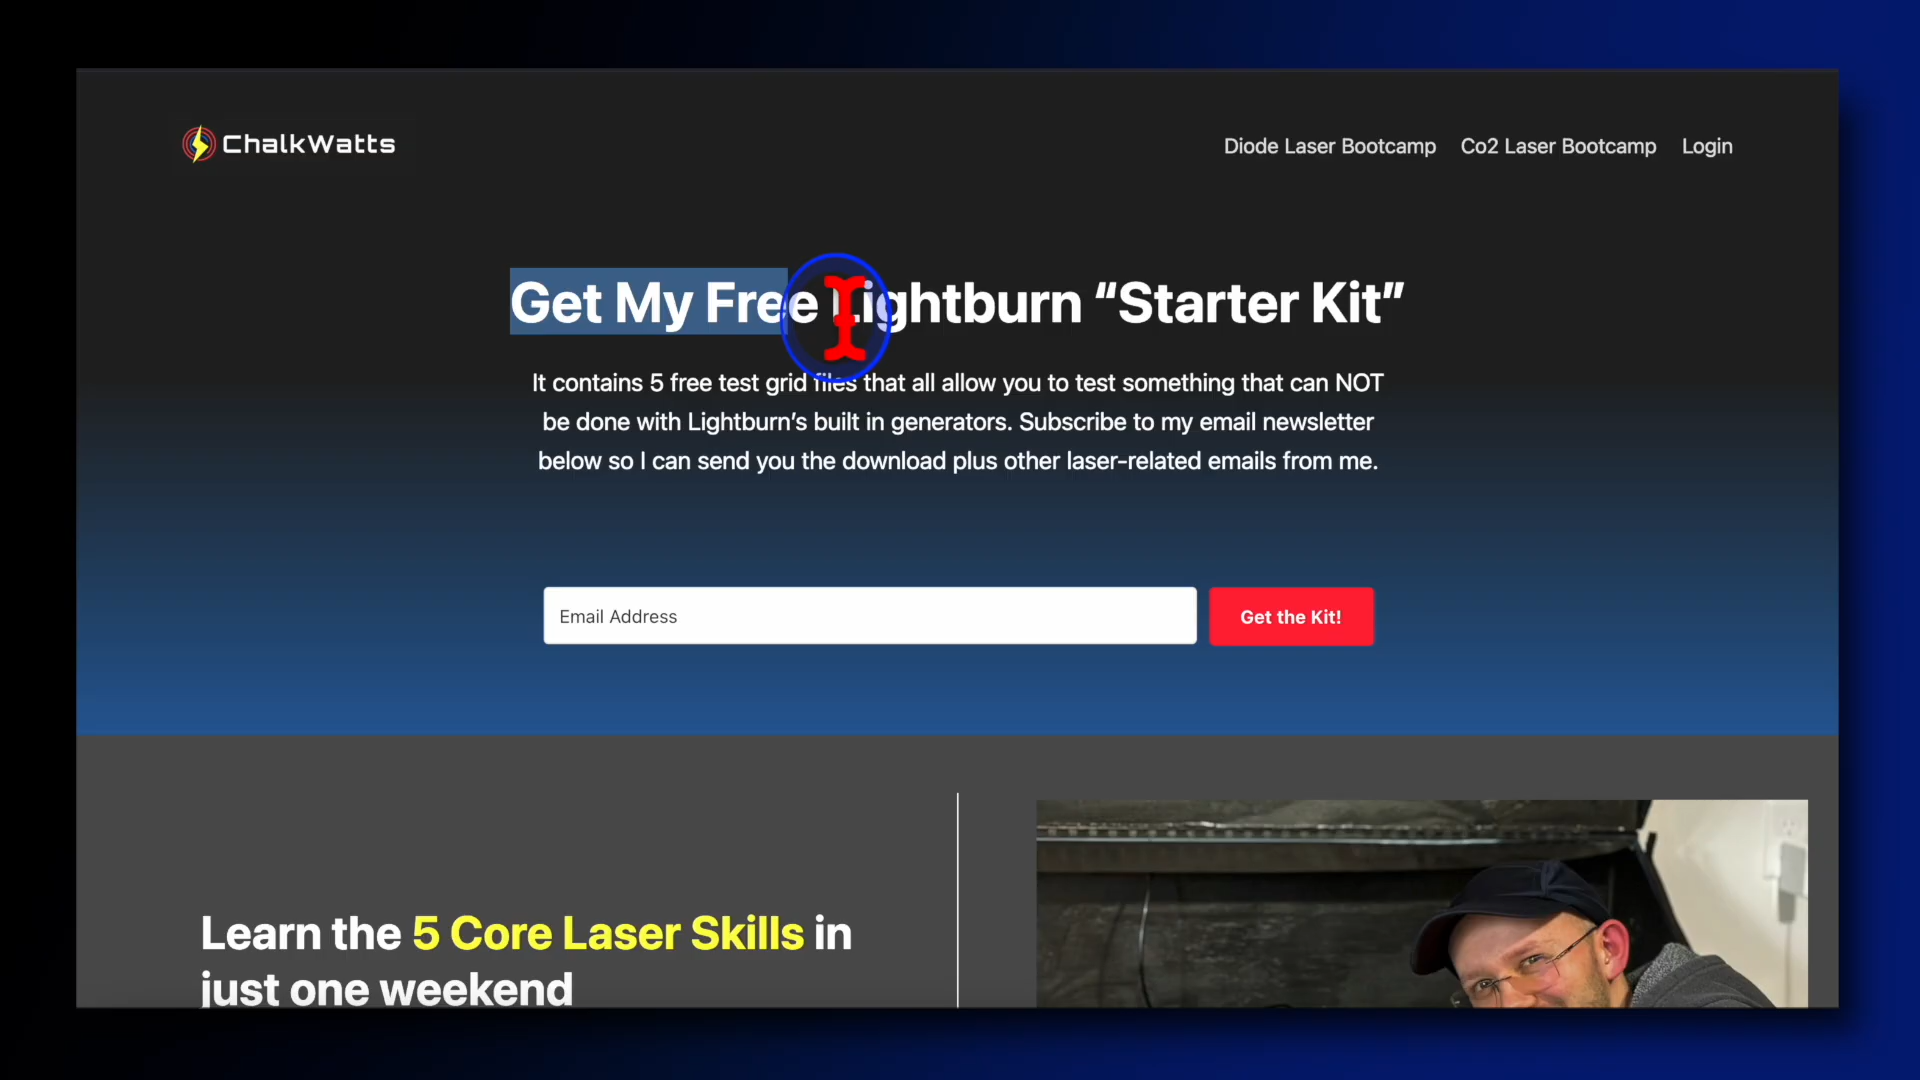 ChalkWatts
Diode Laser Bootcamp Co2 Laser Bootcamp Login
Get My Free Lightburn “Starter Kit”
It contains 5 free test grid files that all allow you to test something that can NOT
be done with Lightburn’s built in generators. Subscribe to my email newsletter
below so I can send you the download plus other laser-related emails from me.
Email Address
Get the Kit!
Learn the 5 Core Laser Skills in
just one weekend